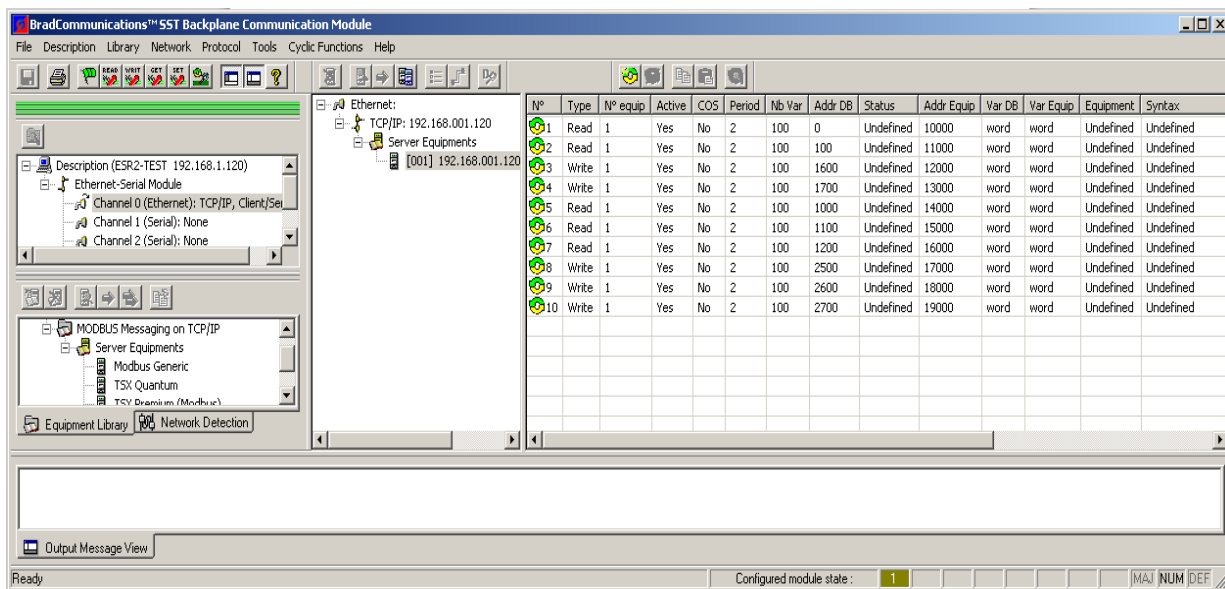 BradCommunications™ SST Backplane Communication Module
File Description Library Network Protocol Tools Cyclic Functions Help
READ WRIT GET SET
Description (ESR2-TEST 192.168.1.120)
Ethernet-Serial Module
Channel 0 (Ethernet): TCP/IP, Client/Ser
Channel 1 (Serial): None
Channel 2 (Serial): None
MODBUS Messaging on TCP/IP
Server Equipments
Modbus Generic
TSX Quantum
TSX Premium (Modbus)
Equipment Library Network Detection
Ethernet:
TCP/IP: 192.168.001.120
Server Equipments
[001] 192.168.001.120
N° Type N° equip Active COS Period Nb Var Addr DB Status Addr Equip Var DB Var Equip Equipment Syntax
1 Read 1 Yes No 2 100 0 Undefined 10000 word word Undefined Undefined
2 Read 1 Yes No 2 100 100 Undefined 11000 word word Undefined Undefined
3 Write 1 Yes No 2 100 1600 Undefined 12000 word word Undefined Undefined
4 Write 1 Yes No 2 100 1700 Undefined 13000 word word Undefined Undefined
5 Read 1 Yes No 2 100 1000 Undefined 14000 word word Undefined Undefined
6 Read 1 Yes No 2 100 1100 Undefined 15000 word word Undefined Undefined
7 Read 1 Yes No 2 100 1200 Undefined 16000 word word Undefined Undefined
8 Write 1 Yes No 2 100 2500 Undefined 17000 word word Undefined Undefined
9 Write 1 Yes No 2 100 2600 Undefined 18000 word word Undefined Undefined
10 Write 1 Yes No 2 100 2700 Undefined 19000 word word Undefined Undefined
Output Message View
Ready
Configured module state : 1 MAJ NUM DEF